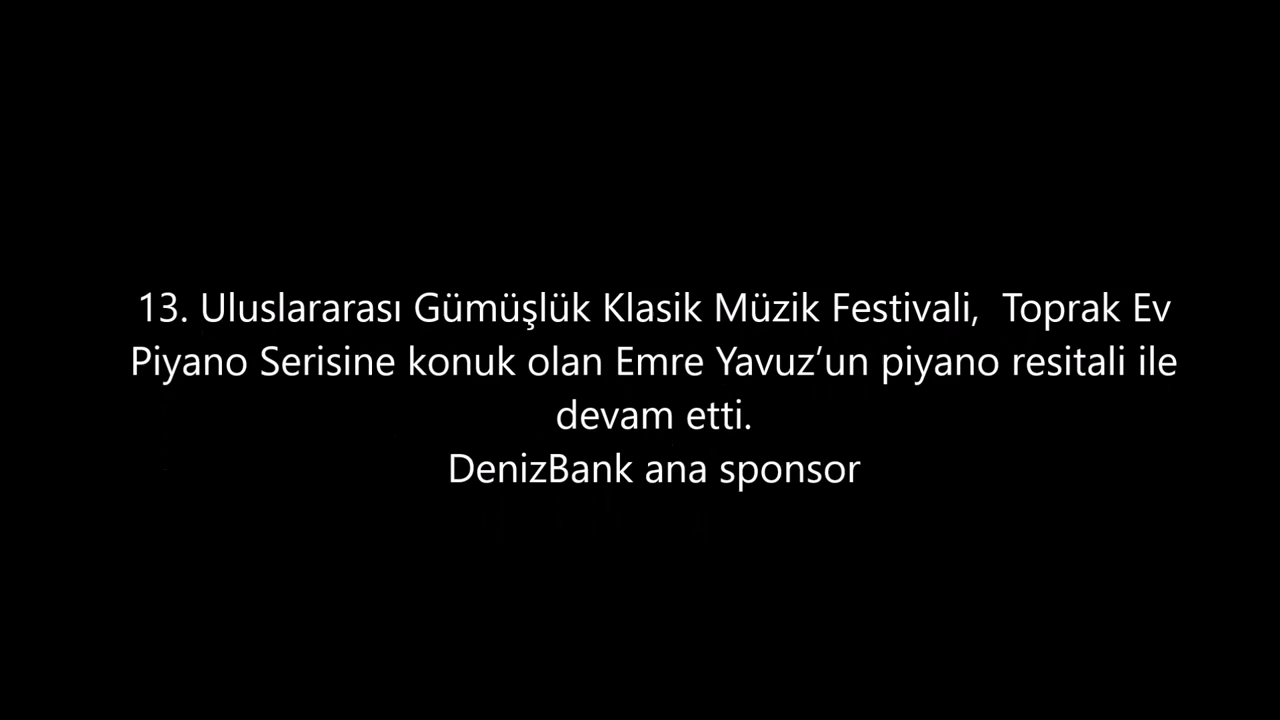 13. Uluslararası Gümüşlük Klasik Müzik Festivali,  Toprak Ev
Piyano Serisine konuk olan Emre Yavuz’un piyano resitali ile
devam etti.
DenizBank ana sponsor